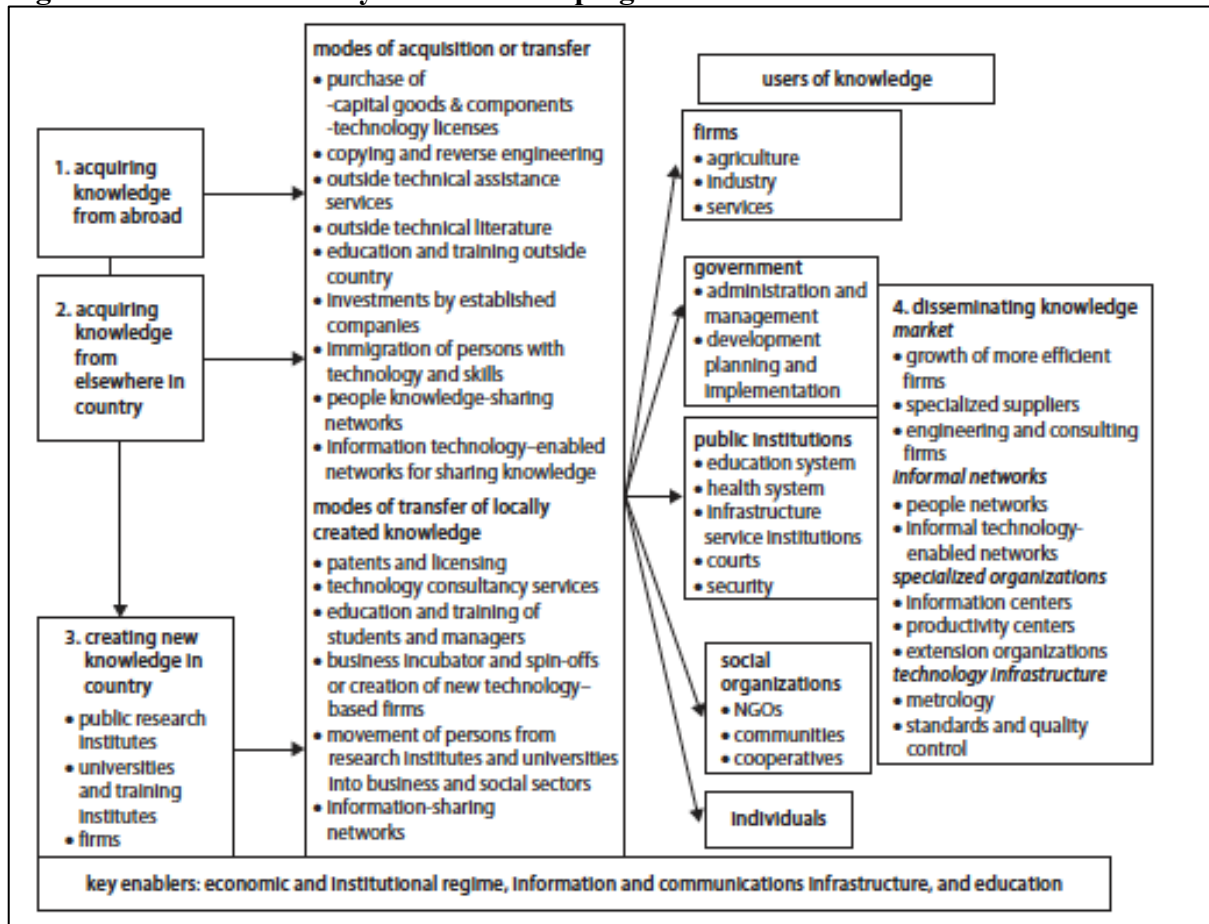 1. acquiring
knowledge
from abroad
2. acquiring
knowledge
from
elsewhere in
country
3. creating new
knowledge in
country
• public research
institutes
• universities
and training
institutes
• firms
modes of acquisition or transfer
• purchase of
-capital goods & components
-technology licenses
• copying and reverse engineering
• outside technical assistance
services
• outside technical literature
• education and training outside
country
• investments by established
companies
• immigration of persons with
technology and skills
• people knowledge-sharing
networks
• information technology–enabled
networks for sharing knowledge
modes of transfer of locally
created knowledge
• patents and licensing
• technology consultancy services
• education and training of
students and managers
• business incubator and spin-offs
or creation of new technology–
based firms
• movement of persons from
research institutes and universities
into business and social sectors
• information-sharing
networks
users of knowledge
firms
• agriculture
• industry
• services
government
• administration and
management
• development
planning and
implementation
public institutions
• education system
• health system
• infrastructure
service institutions
• courts
• security
social
organizations
• NGOs
• communities
• cooperatives
individuals
4. disseminating knowledge
market
• growth of more efficient
firms
• specialized suppliers
• engineering and consulting
firms
informal networks
• people networks
• informal technology-
enabled networks
specialized organizations
• information centers
• productivity centers
• extension organizations
technology infrastructure
• metrology
• standards and quality
control
key enablers: economic and institutional regime, information and communications infrastructure, and education